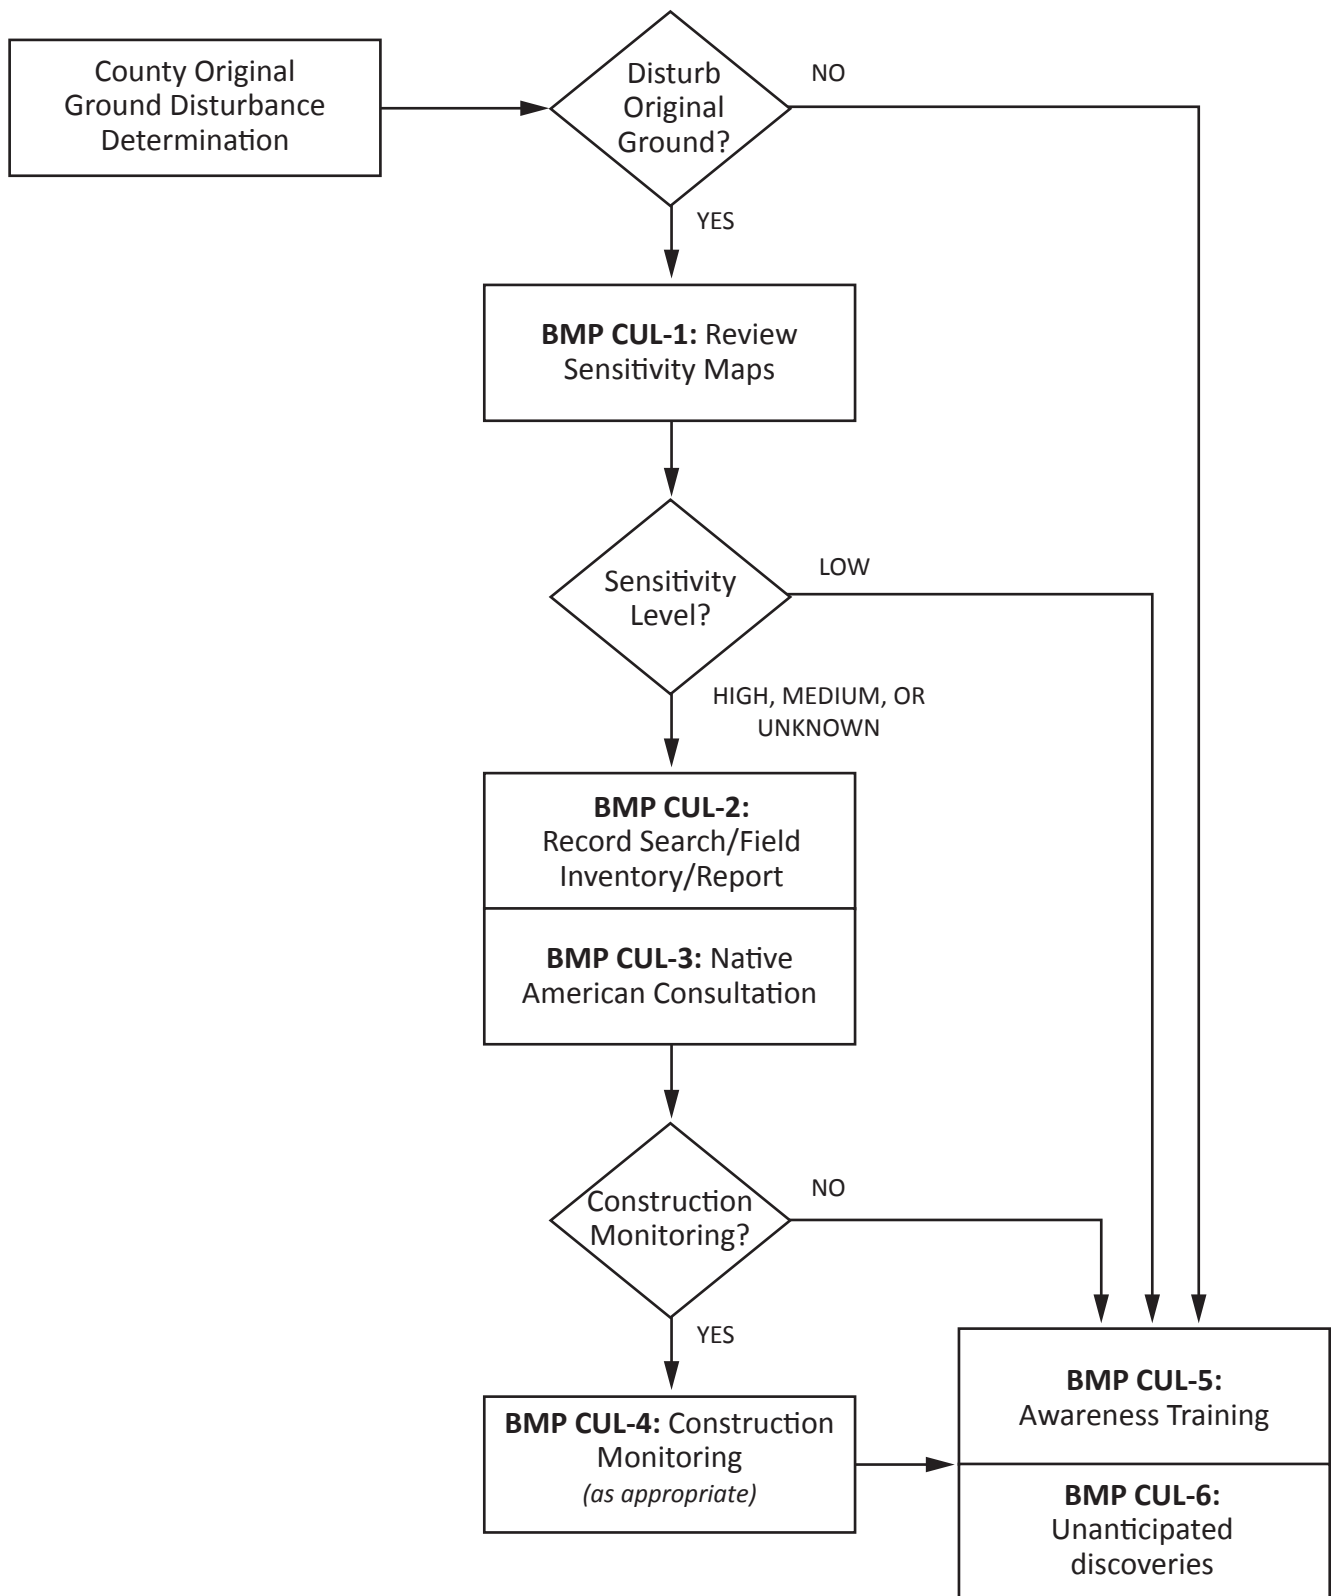 County Original
Ground Disturbance
Determination
Disturb
Original
Ground?
NO
YES
BMP CUL-1: Review
Sensitivity Maps
Sensitivity
Level?
LOW
HIGH, MEDIUM, OR
UNKNOWN
BMP CUL-2:
Record Search/Field
Inventory/Report
BMP CUL-3: Native
American Consultation
Construction
Monitoring?
NO
YES
BMP CUL-4: Construction
Monitoring
(as appropriate)
BMP CUL-5:
Awareness Training
BMP CUL-6:
Unanticipated
discoveries